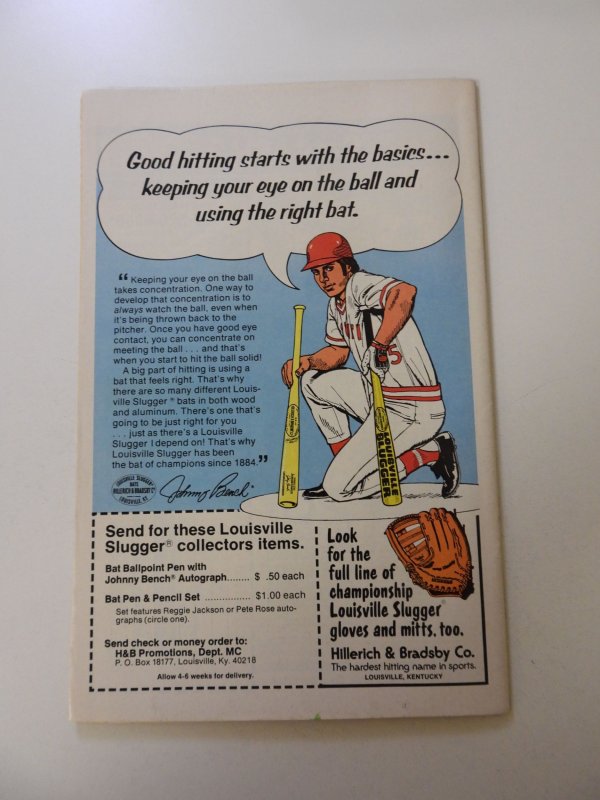 Good hitting starts with the basics...
keeping your eye on the ball and
using the right bat.
“ Keeping your eye on the ball
takes concentration. One way to
develop that concentration is to
always watch the ball, even when
it's being thrown back to the
pitcher. Once you have good eye
contact, you can concentrate on
meeting the ball . . . and that's
when you start to hit the ball solid!
A big part of hitting is using a
bat that feels right. That's why
there are so many different Louis-
ville Slugger ® bats in both wood
and aluminum. There's one that's
going to be just right for you
. . . just as there's a Louisville
Slugger I depend on! That's why
Louisville Slugger has been
the bat of champions since 1884.”
LOUISVILLE SLUGGER
BATS
HILLERICH & BRADSBY Co
LOUISVILLE, KY.
Johnny Bench
5
LOUISVILLE
SLUGGER
Send for these Louisville
Slugger® collectors items.
Bat Ballpoint Pen with
Johnny Bench® Autograph........ $ .50 each
Bat Pen & Pencil Set ................ $1.00 each
Set features Reggie Jackson or Pete Rose auto-
graphs (circle one).
Send check or money order to:
H&B Promotions, Dept. MC
P. O. Box 18177, Louisville, Ky. 40218
Allow 4-6 weeks for delivery.
Look
for the
full line of
championship
Louisville Slugger
gloves and mitts, too.
Hillerich & Bradsby Co.
The hardest hitting name in sports.
LOUISVILLE, KENTUCKY